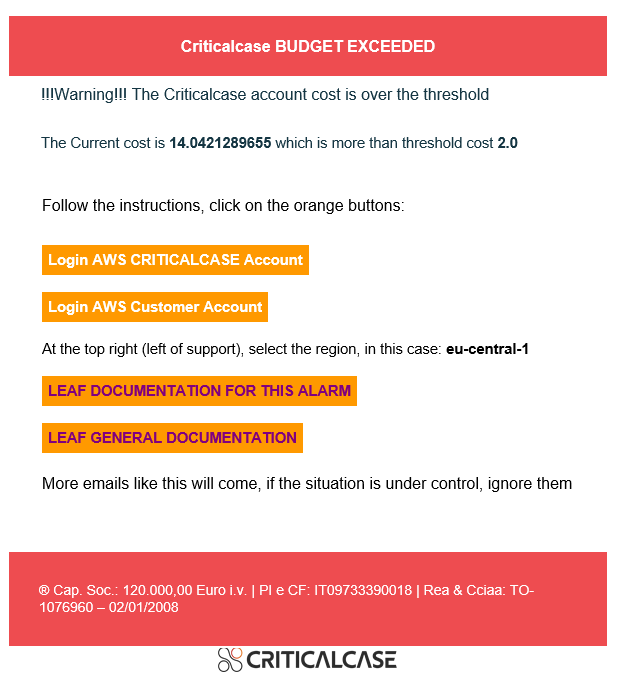 Criticalcase BUDGET EXCEEDED
!!!Warning!!! The Criticalcase account cost is over the threshold
The Current cost is 14.0421289655 which is more than threshold cost 2.0
Follow the instructions, click on the orange buttons:
Login AWS CRITICALCASE Account
Login AWS Customer Account
At the top right (left of support), select the region, in this case: eu-central-1
LEAF DOCUMENTATION FOR THIS ALARM
LEAF GENERAL DOCUMENTATION
More emails like this will come, if the situation is under control, ignore them
® Cap. Soc.: 120.000,00 Euro i.v. | PI e CF: IT09733390018 | Rea & Cciaa: TO-
1076960 – 02/01/2008
CRITICALCASE